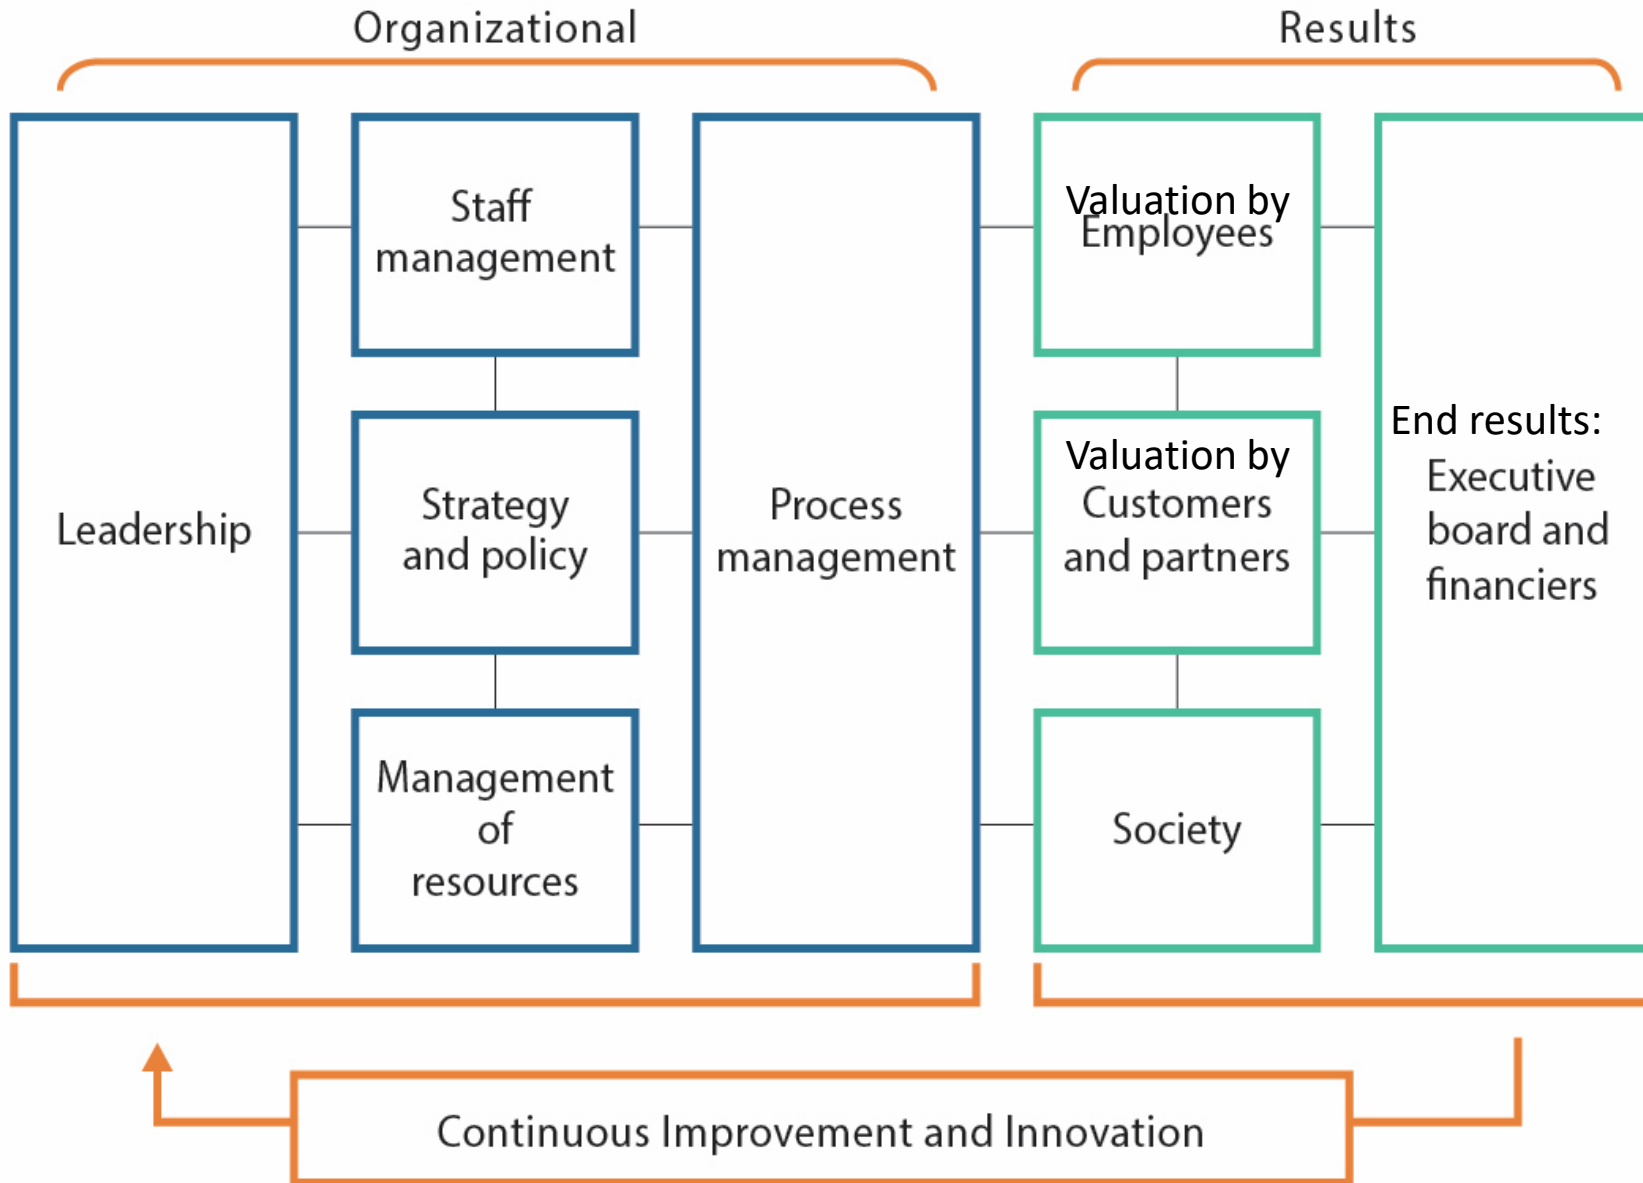 Organizational
Results
Leadership
Staff
management
Strategy
and policy
Management
of
resources
Process
management
Valuation by
Employees
Valuation by
Customers
and partners
Society
End results:
Executive
board and
financiers
Continuous Improvement and Innovation